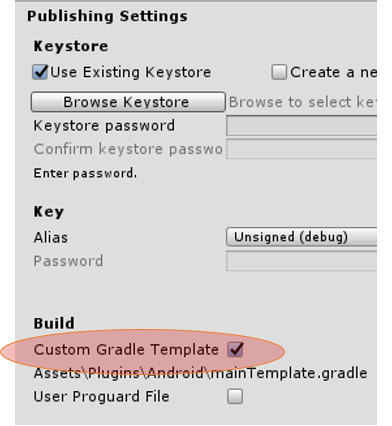 Publishing Settings
Keystore
Use Existing Keystore Create a ne
Browse Keystore Browse to select key
Keystore password
Confirm keystore passwo
Enter password.
Key
Alias Unsigned (debug)
Password
Build
Custom Gradle Template
Assets\Plugins\Android\mainTemplate.gradle
User Proguard File